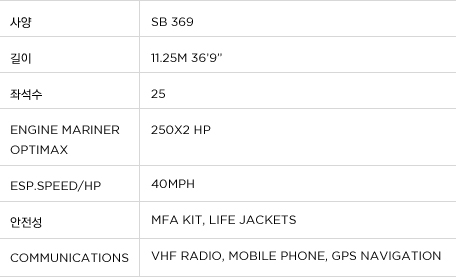 사양 SB 369
길이 11.25M 36'9"
좌석수 25
ENGINE MARINER 250X2 HP
OPTIMAX
ESP.SPEED/HP 40MPH
안전성 MFA KIT, LIFE JACKETS
COMMUNICATIONS VHF RADIO, MOBILE PHONE, GPS NAVIGATION